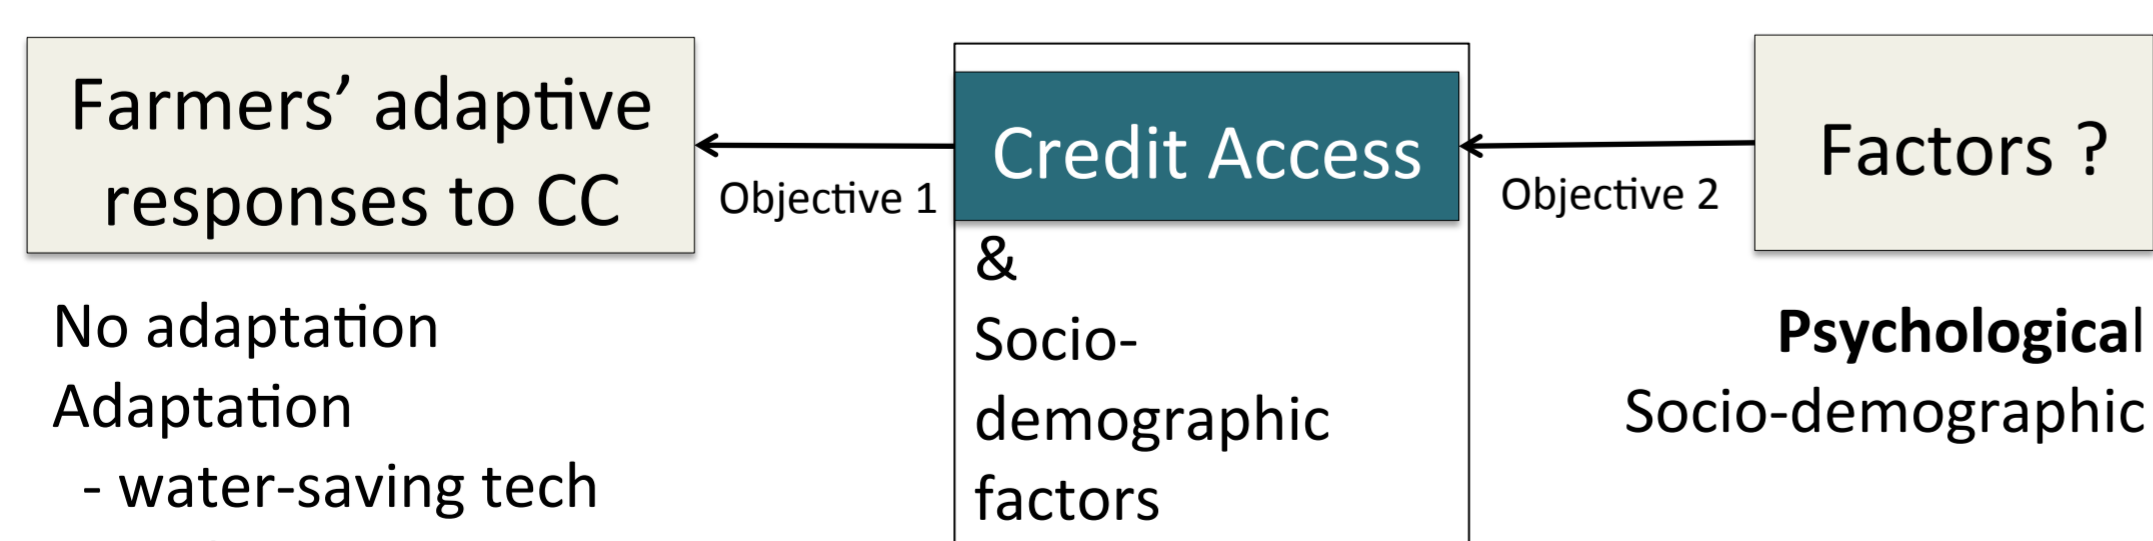 Farmers’ adaptive
responses to CC
Objective 1
Credit Access
Objective 2
Factors ?
No adaptation
Adaptation
- water-saving tech
&
Socio-
demographic
factors
Psychological
Socio-demographic